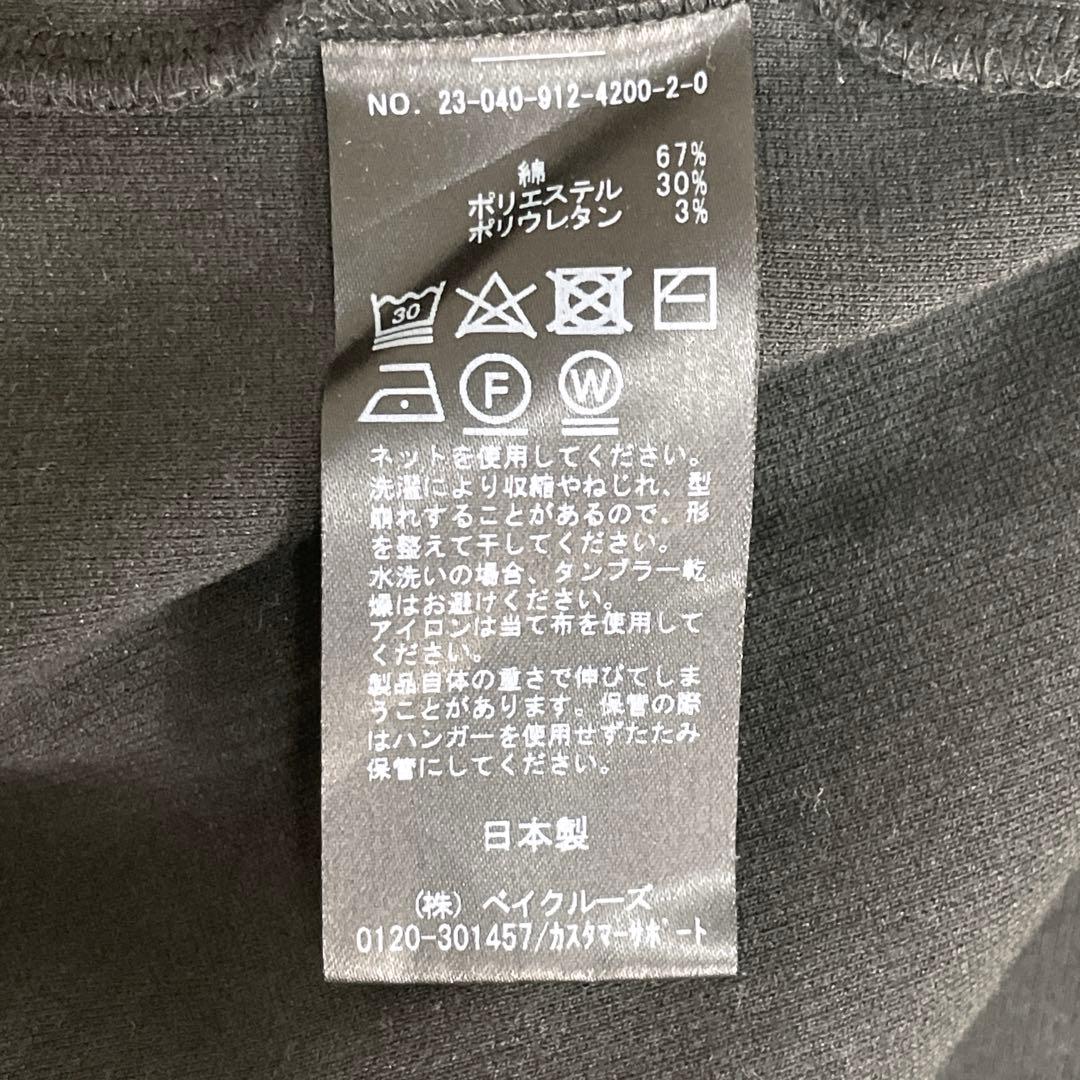 NO. 23-040-912-4200-2-0
綿 67%
ポリエステル 30%
ポリウレタン 3%
30
F W
ネットを使用してください。
洗濯により収縮やねじれ、型
崩れすることがあるので、形
を整えて干してください。
水洗いの場合、タンブラー乾
燥はお避けください。
アイロンは当て布を使用して
ください。
製品自体の重さで伸びてしま
うことがあります。保管の際
はハンガーを使用せずたたみ
保管にしてください。
日本製
(株) ベイクルーズ
0120-301457/ｶｽﾀﾏｰｻﾎﾟｰﾄ